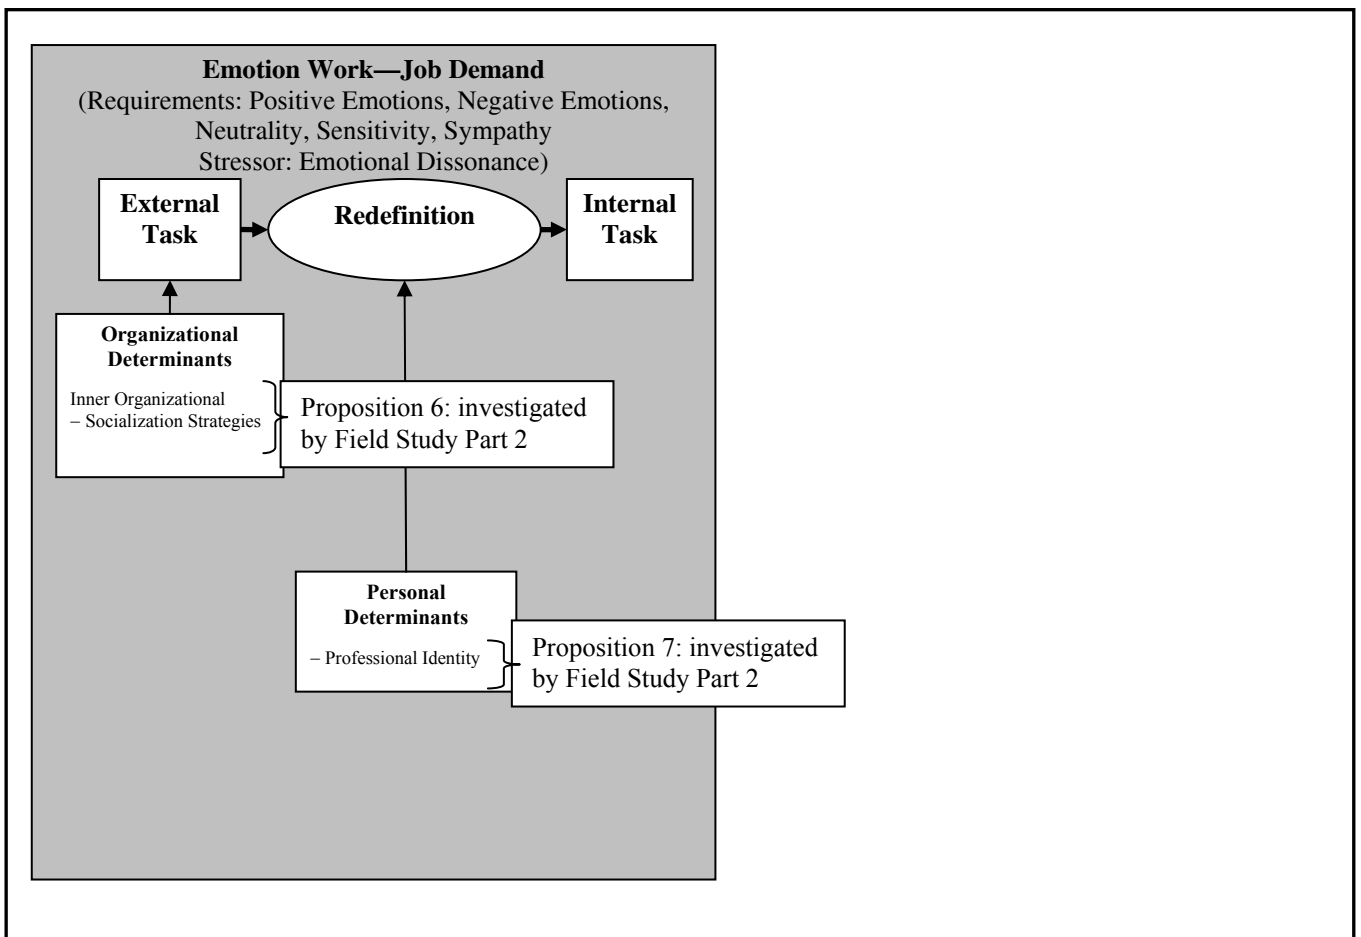 Emotion Work—Job Demand
(Requirements: Positive Emotions, Negative Emotions,
Neutrality, Sensitivity, Sympathy
Stressor: Emotional Dissonance)
External
Task
Redefinition
Internal
Task
Organizational
Determinants
Inner Organizational
– Socialization Strategies
Proposition 6: investigated
by Field Study Part 2
Personal
Determinants
– Professional Identity
Proposition 7: investigated
by Field Study Part 2